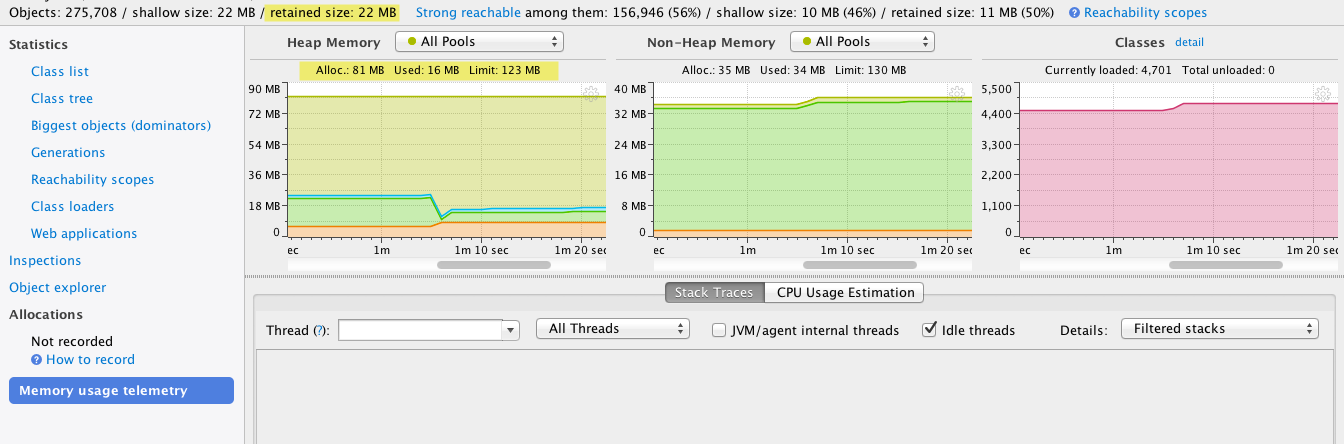 Objects: 275,708 / shallow size: 22 MB / retained size: 22 MB Strong reachable among them: 156,946 (56%) / shallow size: 10 MB (46%) / retained size: 11 MB (50%) ? Reachability scopes
Statistics
Class list
Class tree
Biggest objects (dominators)
Generations
Reachability scopes
Class loaders
Web applications
Inspections
Object explorer
Allocations
Not recorded
? How to record
Memory usage telemetry
Heap Memory All Pools
Alloc.: 81 MB Used: 16 MB Limit: 123 MB
90 MB
72 MB
54 MB
36 MB
18 MB
0
ec 1m 1m 10 sec 1m 20 sec
Non-Heap Memory All Pools
Alloc.: 35 MB Used: 34 MB Limit: 130 MB
40 MB
32 MB
24 MB
16 MB
8 MB
0
ec 1m 1m 10 sec 1m 20 sec
Classes detail
Currently loaded: 4,701 Total unloaded: 0
5,500
4,400
3,300
2,200
1,100
0
ec 1m 1m 10 sec 1m 20 sec
Stack Traces CPU Usage Estimation
Thread (?): All Threads JVM/agent internal threads Idle threads Details: Filtered stacks